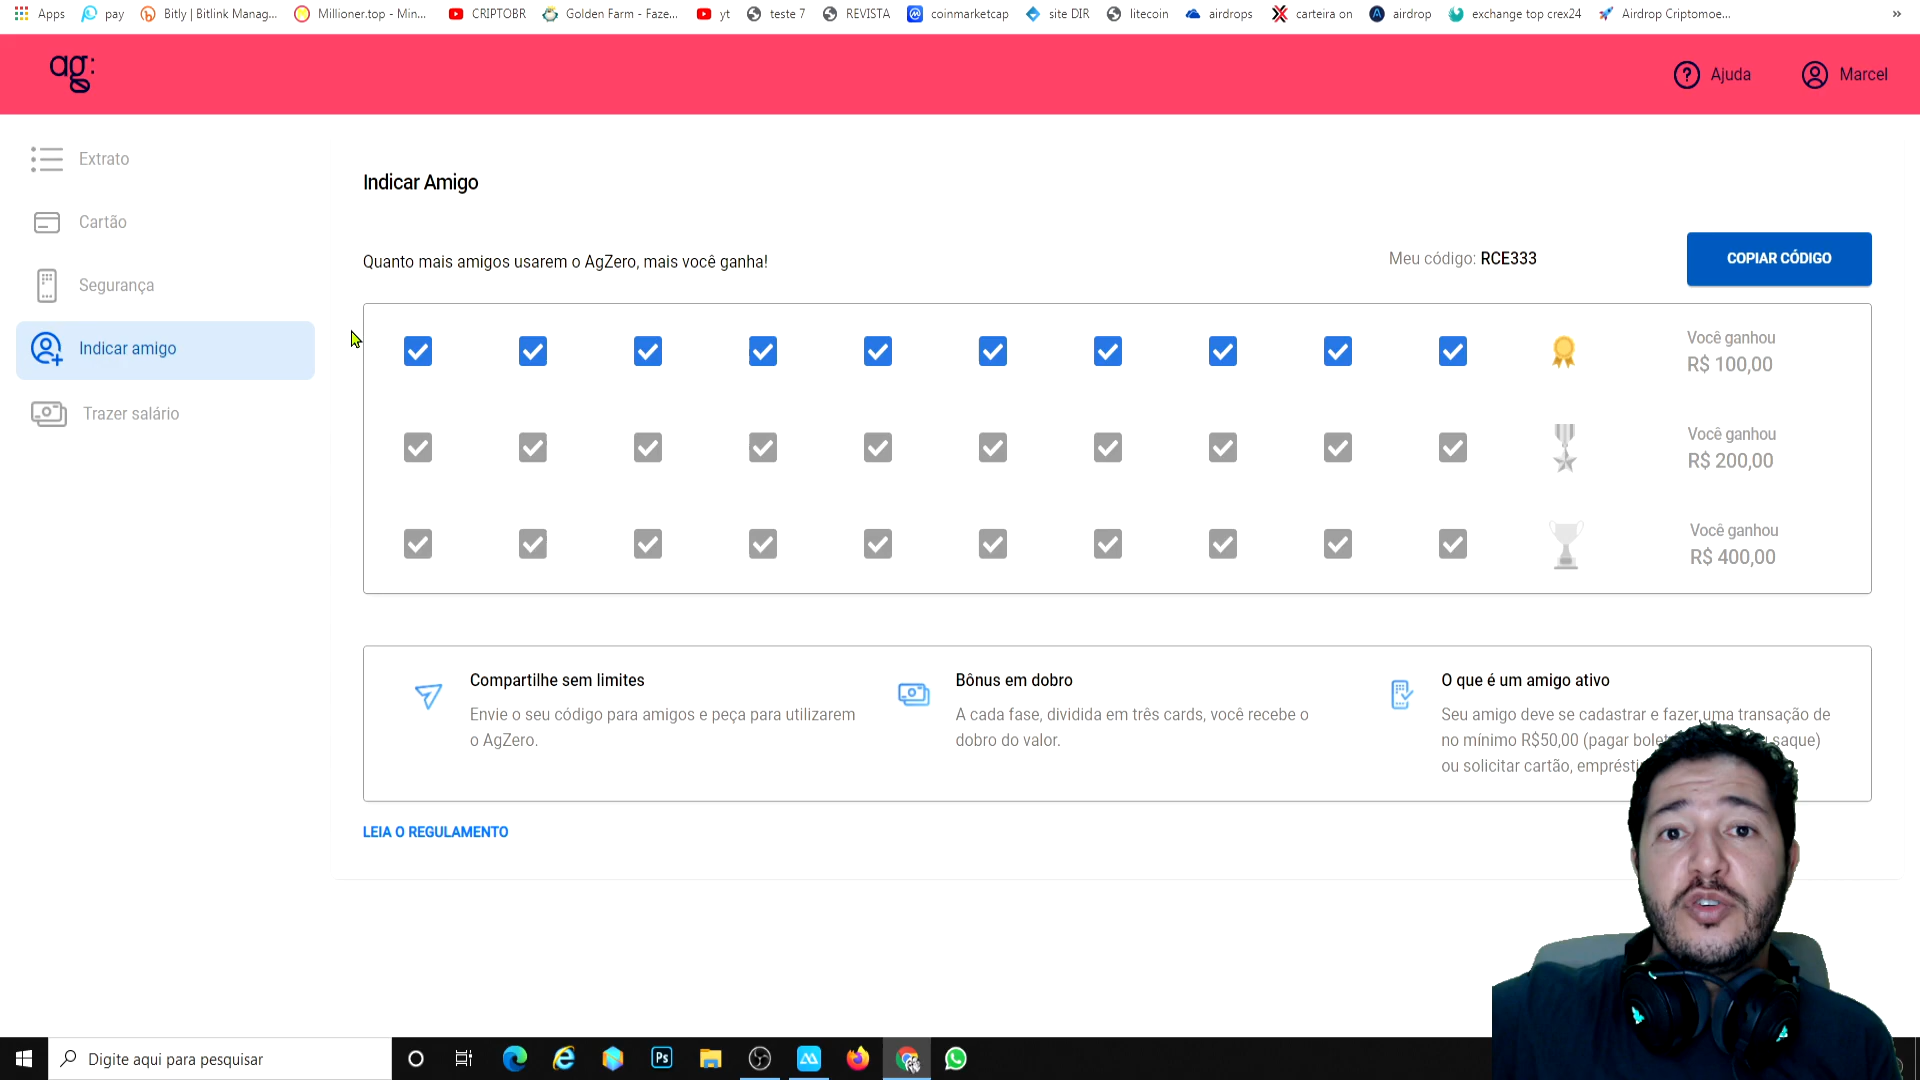 Apps pay Bitly | Bitlink Manag... Millioner.top - Min... CRIPTOBR Golden Farm - Faze... yt teste 7 REVISTA coinmarketcap site DIR litecoin airdrops carteira on airdrop exchange top crex24 Airdrop Criptomoe... »
ag:
Ajuda
Marcel
Extrato
Cartão
Segurança
Indicar amigo
Trazer salário
Indicar Amigo
Quanto mais amigos usarem o AgZero, mais você ganha!
Meu código: RCE333
COPIAR CÓDIGO
Você ganhou
R$ 100,00
Você ganhou
R$ 200,00
Você ganhou
R$ 400,00
Compartilhe sem limites
Envie o seu código para amigos e peça para utilizarem
o AgZero.
Bônus em dobro
A cada fase, dividida em três cards, você recebe o
dobro do valor.
O que é um amigo ativo
Seu amigo deve se cadastrar e fazer uma transação de
no mínimo R$50,00 (pagar saque)
ou solicitar cartão,
LEIA O REGULAMENTO
Digite aqui para pesquisar
Ps